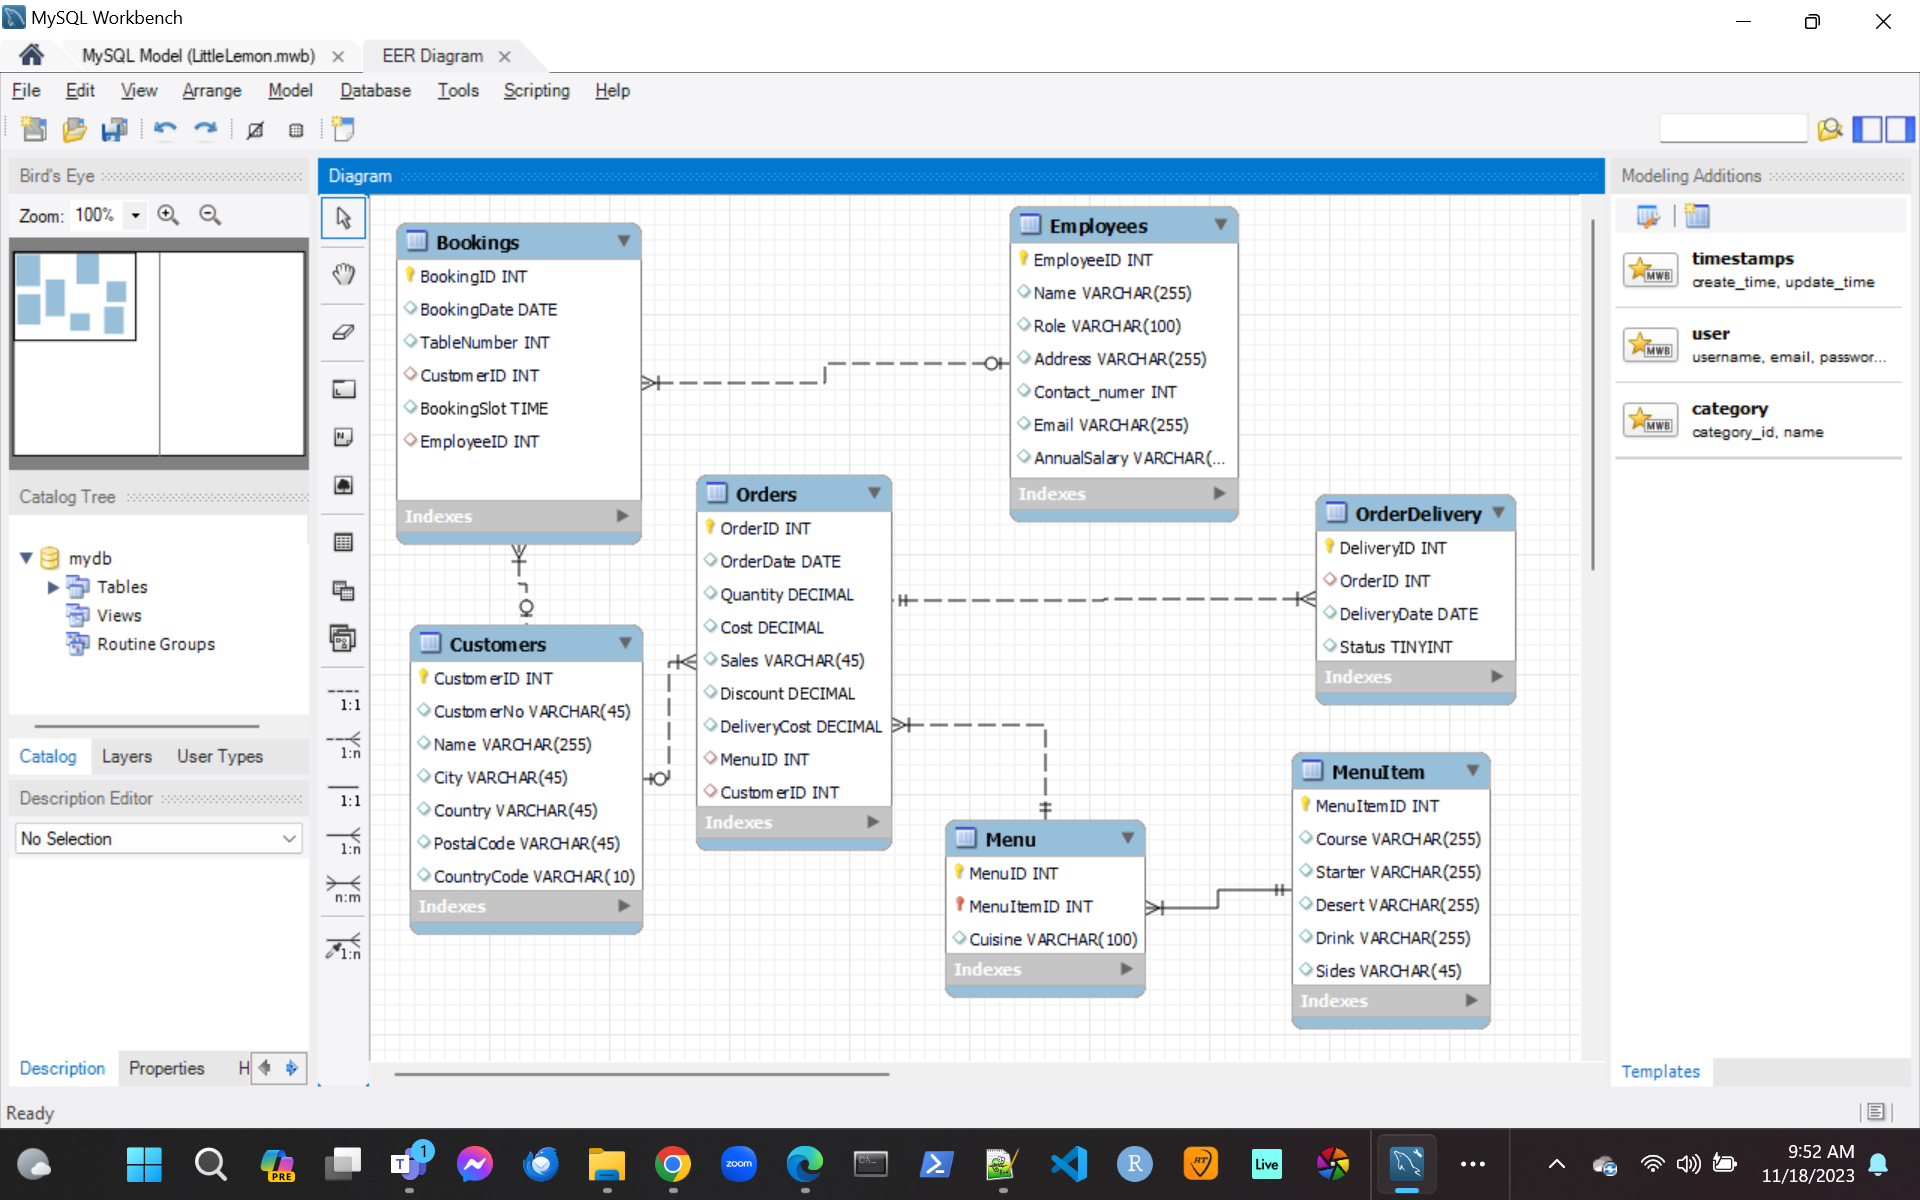 MySQL Workbench
MySQL Model (LittleLemon.mwb)
EER Diagram
File Edit View Arrange Model Database Tools Scripting Help
Bird's Eye
Zoom: 100%
Catalog Tree
mydb
Tables
Views
Routine Groups
Catalog Layers User Types
Description Editor
No Selection
Description Properties H
Ready
Diagram
1:1
1:n
1:1
1:n
n:m
1:n
Bookings
BookingID INT
BookingDate DATE
TableNumber INT
CustomerID INT
BookingSlot TIME
EmployeeID INT
Indexes
Employees
EmployeeID INT
Name VARCHAR(255)
Role VARCHAR(100)
Address VARCHAR(255)
Contact_numer INT
Email VARCHAR(255)
AnnualSalary VARCHAR(...
Indexes
Orders
OrderID INT
OrderDate DATE
Quantity DECIMAL
Cost DECIMAL
Sales VARCHAR(45)
Discount DECIMAL
DeliveryCost DECIMAL
MenuID INT
CustomerID INT
Indexes
OrderDelivery
DeliveryID INT
OrderID INT
DeliveryDate DATE
Status TINYINT
Indexes
Customers
CustomerID INT
CustomerNo VARCHAR(45)
Name VARCHAR(255)
City VARCHAR(45)
Country VARCHAR(45)
PostalCode VARCHAR(45)
CountryCode VARCHAR(10)
Indexes
Menu
MenuID INT
MenuItemID INT
Cuisine VARCHAR(100)
Indexes
MenuItem
MenuItemID INT
Course VARCHAR(255)
Starter VARCHAR(255)
Desert VARCHAR(255)
Drink VARCHAR(255)
Sides VARCHAR(45)
Indexes
Modeling Additions
MWB
timestamps
create_time, update_time
MWB
user
username, email, passwor...
MWB
category
category_id, name
Templates
PRE
T
1
zoom
R
RT
Live
9:52 AM
11/18/2023